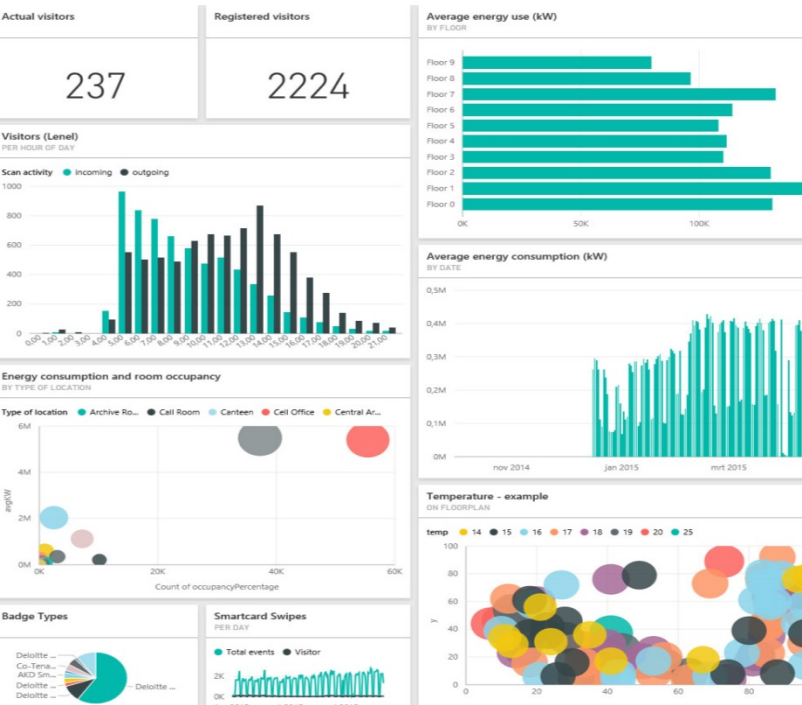 Actual visitors
237
Registered visitors
2224
Average energy use (kW)
BY FLOOR
Floor 9
Floor 8
Floor 7
Floor 6
Floor 5
Floor 4
Floor 3
Floor 2
Floor 1
Floor 0
0K 50K 100K
Visitors (Lenel)
PER HOUR OF DAY
Scan activity incoming outgoing
1000
800
600
400
200
0
0,00 1,00 2,00 3,00 4,00 5,00 6,00 7,00 8,00 9,00 10,00 11,00 12,00 13,00 14,00 15,00 16,00 17,00 18,00 19,00 20,00 21,00
Average energy consumption (kW)
BY DATE
0,5M
0,4M
0,3M
0,2M
0,1M
0M
nov 2014 jan 2015 mrt 2015
Energy consumption and room occupancy
BY TYPE OF LOCATION
Type of location Archive Ro... Call Room Canteen Cell Office Central Ar...
6M
4M
2M
0M
avgKW
0K 20K 40K 60K
Count of occupancyPercentage
Temperature - example
ON FLOORPLAN
temp 14 15 16 17 18 19 20 25
100
80
60
40
20
0
y
0 20 40 60 80
Badge Types
Deloitte ...
Co-Tena...
AKD Sm...
Deloitte ...
Deloitte ...
Deloitte ...
Smartcard Swipes
PER DAY
Total events Visitor
2K
0K